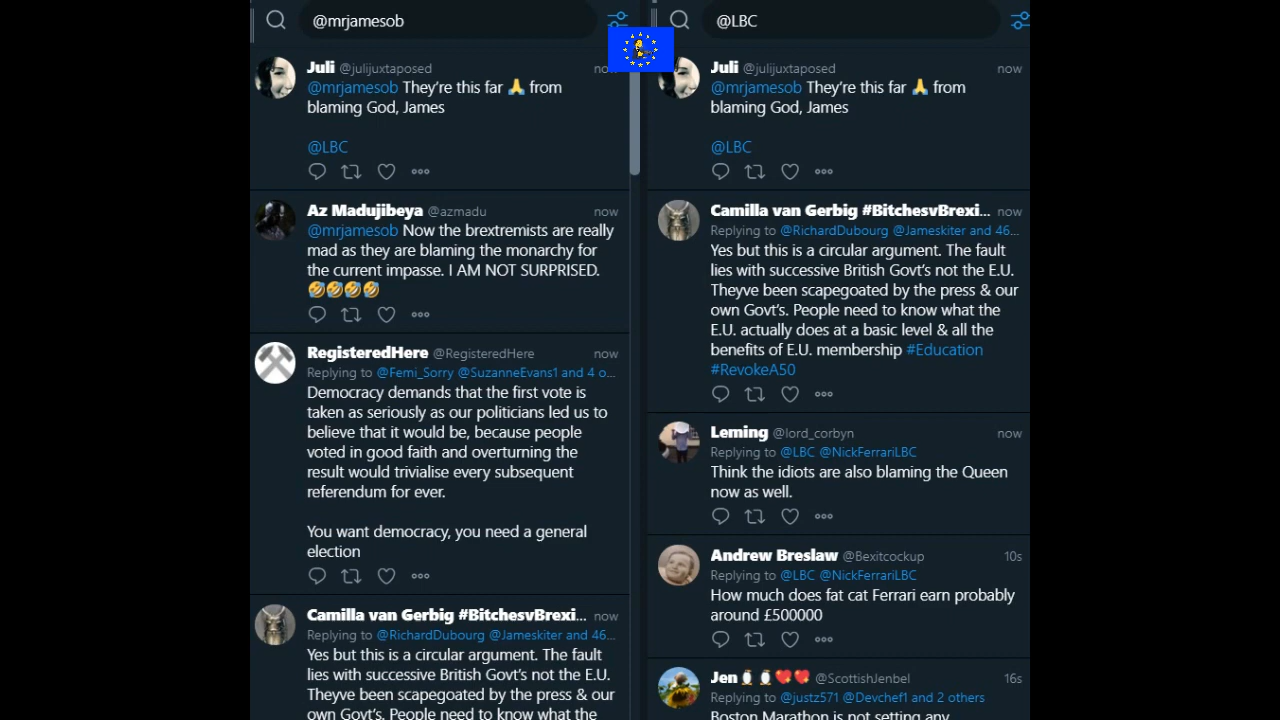 @mrjamesob
Juli @julijuxtaposed now
@mrjamesob They're this far 🙏 from
blaming God, James
@LBC
Az Madujibeya @azmadu now
@mrjamesob Now the brextremists are really
mad as they are blaming the monarchy for
the current impasse. I AM NOT SURPRISED.
🤣🤣🤣🤣
RegisteredHere @RegisteredHere now
Replying to @Femi_Sorry @SuzanneEvans1 and 4 o...
Democracy demands that the first vote is
taken as seriously as our politicians led us to
believe that it would be, because people
voted in good faith and overturning the
result would trivialise every subsequent
referendum for ever.
You want democracy, you need a general
election
Camilla van Gerbig #BitchesvBrexi... now
Replying to @RichardDubourg @Jameskiter and 46...
Yes but this is a circular argument. The fault
lies with successive British Govt's not the E.U.
Theyve been scapegoated by the press & our
own Govt's. People need to know what the
@LBC
Juli @julijuxtaposed now
@mrjamesob They're this far 🙏 from
blaming God, James
@LBC
Camilla van Gerbig #BitchesvBrexi... now
Replying to @RichardDubourg @Jameskiter and 46...
Yes but this is a circular argument. The fault
lies with successive British Govt's not the E.U.
Theyve been scapegoated by the press & our
own Govt's. People need to know what the
E.U. actually does at a basic level & all the
benefits of E.U. membership #Education
#RevokeA50
Leming @lord_corbyn now
Replying to @LBC @NickFerrariLBC
Think the idiots are also blaming the Queen
now as well.
Andrew Breslaw @Bexitcockup 10s
Replying to @LBC @NickFerrariLBC
How much does fat cat Ferrari earn probably
around £500000
Jen🐧🐧💖💖 @ScottishJenbel 16s
Replying to @justz571 @Devchef1 and 2 others
Boston Marathon is not setting any